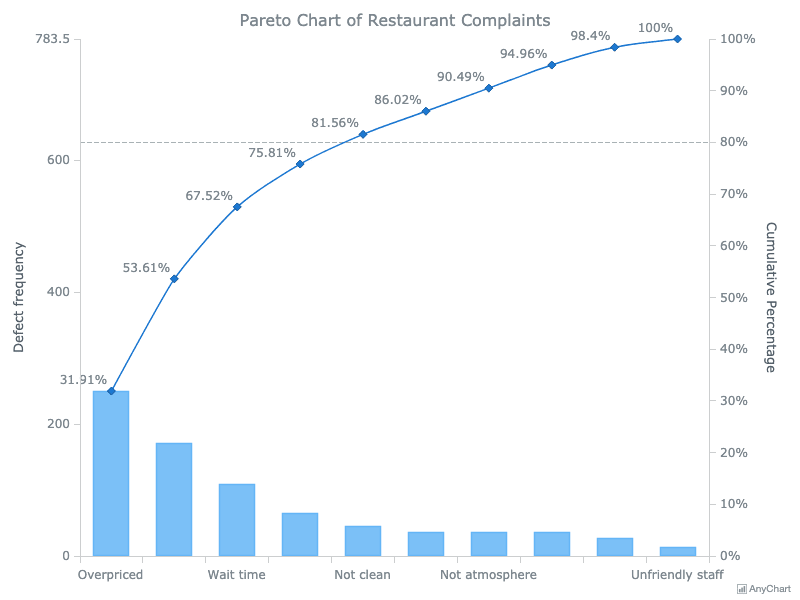 Pareto Chart of Restaurant Complaints
783.5
600
400
200
0
Defect frequency
31.91%
53.61%
67.52%
75.81%
81.56%
86.02%
90.49%
94.96%
98.4%
100%
100%
90%
80%
70%
60%
50%
40%
30%
20%
10%
0%
Cumulative Percentage
Overpriced
Wait time
Not clean
Not atmosphere
Unfriendly staff
AnyChart